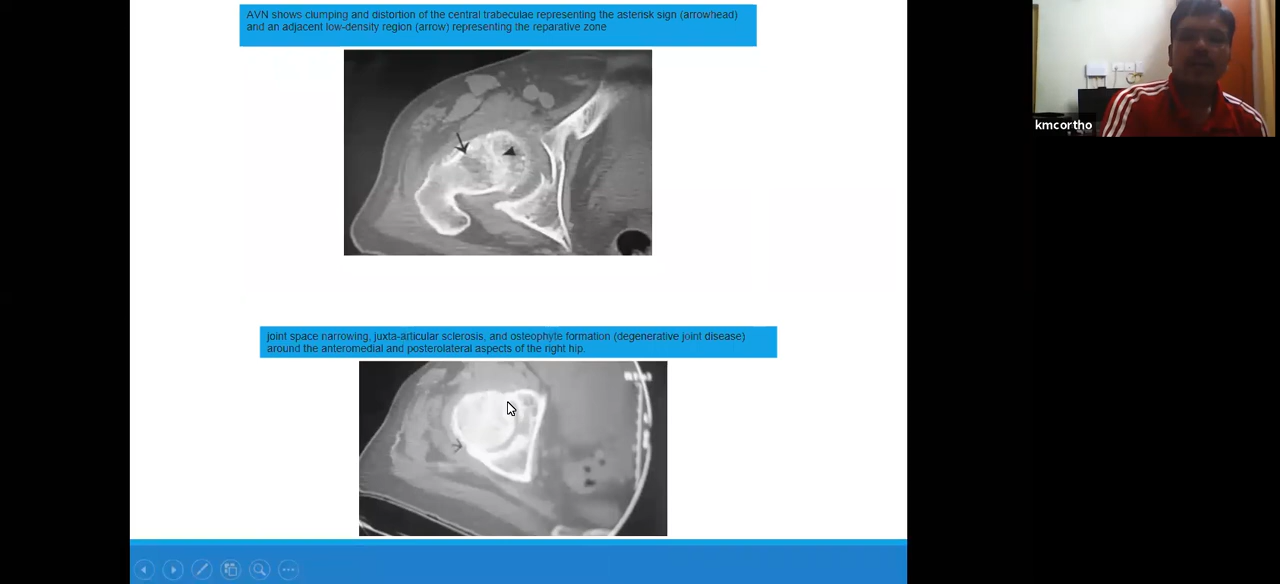 AVN shows clumping and distortion of the central trabeculae representing the asterisk sign (arrowhead)
and an adjacent low-density region (arrow) representing the reparative zone
kmcortho
joint space narrowing, juxta-articular sclerosis, and osteophyte formation (degenerative joint disease)
around the anteromedial and posterolateral aspects of the right hip.